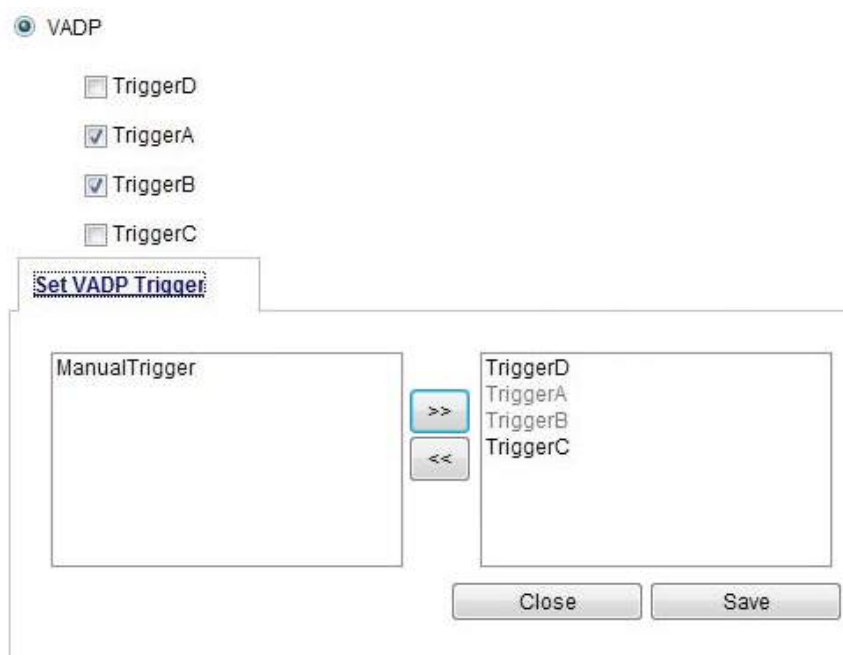 VADP
TriggerD
TriggerA
TriggerB
TriggerC
Set VADP Trigger
ManualTrigger
>>
<<
TriggerD
TriggerA
TriggerB
TriggerC
Close
Save